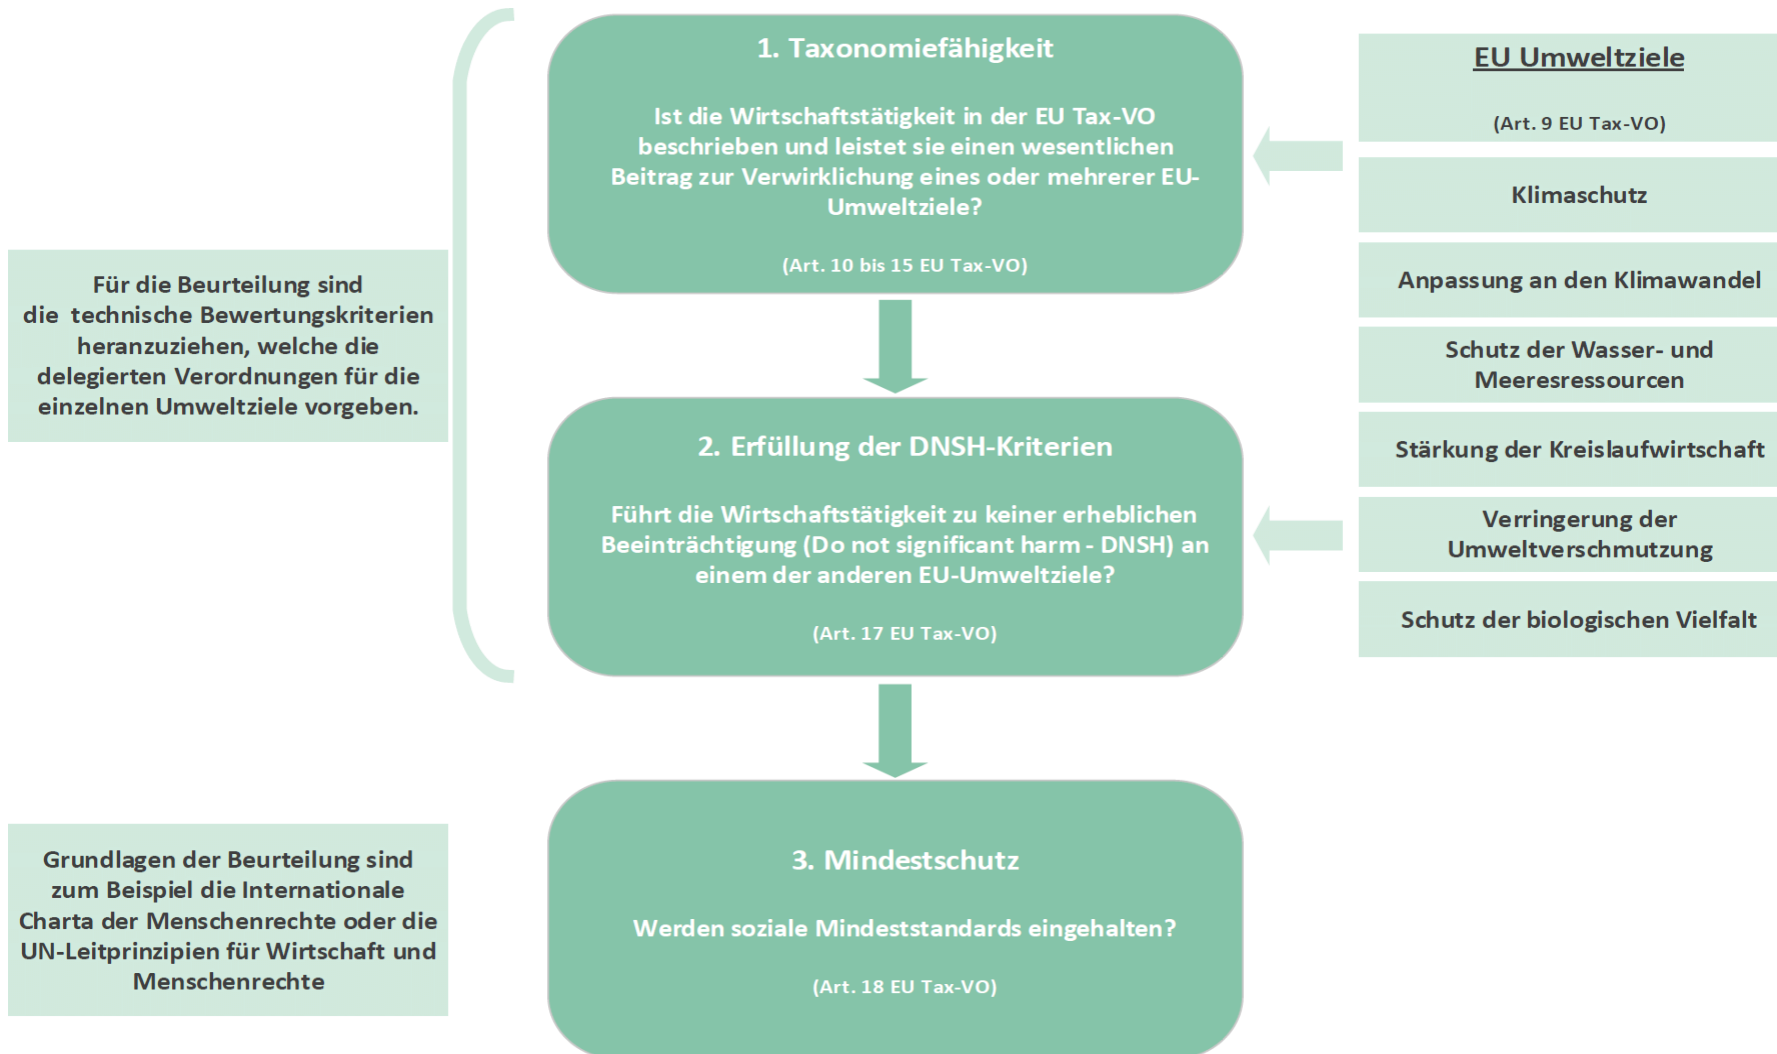 1. Taxonomiefähigkeit
Ist die Wirtschaftstätigkeit in der EU Tax-VO
beschrieben und leistet sie einen wesentlichen
Beitrag zur Verwirklichung eines oder mehrerer EU-
Umweltziele?
(Art. 10 bis 15 EU Tax-VO)
EU Umweltziele
(Art. 9 EU Tax-VO)
Klimaschutz
Anpassung an den Klimawandel
Schutz der Wasser- und
Meeresressourcen
Stärkung der Kreislaufwirtschaft
Verringerung der
Umweltverschmutzung
Schutz der biologischen Vielfalt
Für die Beurteilung sind
die technische Bewertungskriterien
heranzuziehen, welche die
delegierten Verordnungen für die
einzelnen Umweltziele vorgeben.
2. Erfüllung der DNSH-Kriterien
Führt die Wirtschaftstätigkeit zu keiner erheblichen
Beeinträchtigung (Do not significant harm - DNSH) an
einem der anderen EU-Umweltziele?
(Art. 17 EU Tax-VO)
Grundlagen der Beurteilung sind
zum Beispiel die Internationale
Charta der Menschenrechte oder die
UN-Leitprinzipien für Wirtschaft und
Menschenrechte
3. Mindestschutz
Werden soziale Mindeststandards eingehalten?
(Art. 18 EU Tax-VO)